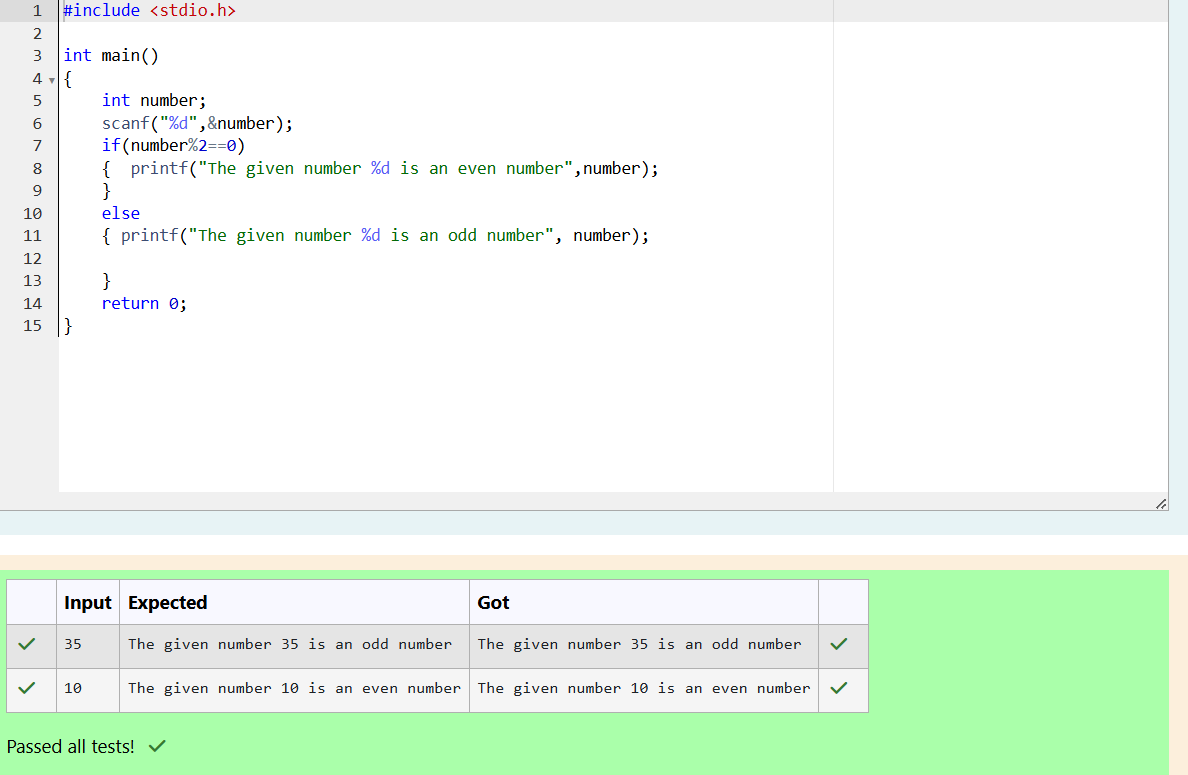 1 #include <stdio.h>
2
3 int main()
4 {
5     int number;
6     scanf("%d",&number);
7     if(number%2==0)
8     {  printf("The given number %d is an even number",number);
9     }
10     else
11     { printf("The given number %d is an odd number", number);
12
13     }
14     return 0;
15 }
Input Expected Got
35 The given number 35 is an odd number The given number 35 is an odd number
10 The given number 10 is an even number The given number 10 is an even number
Passed all tests!